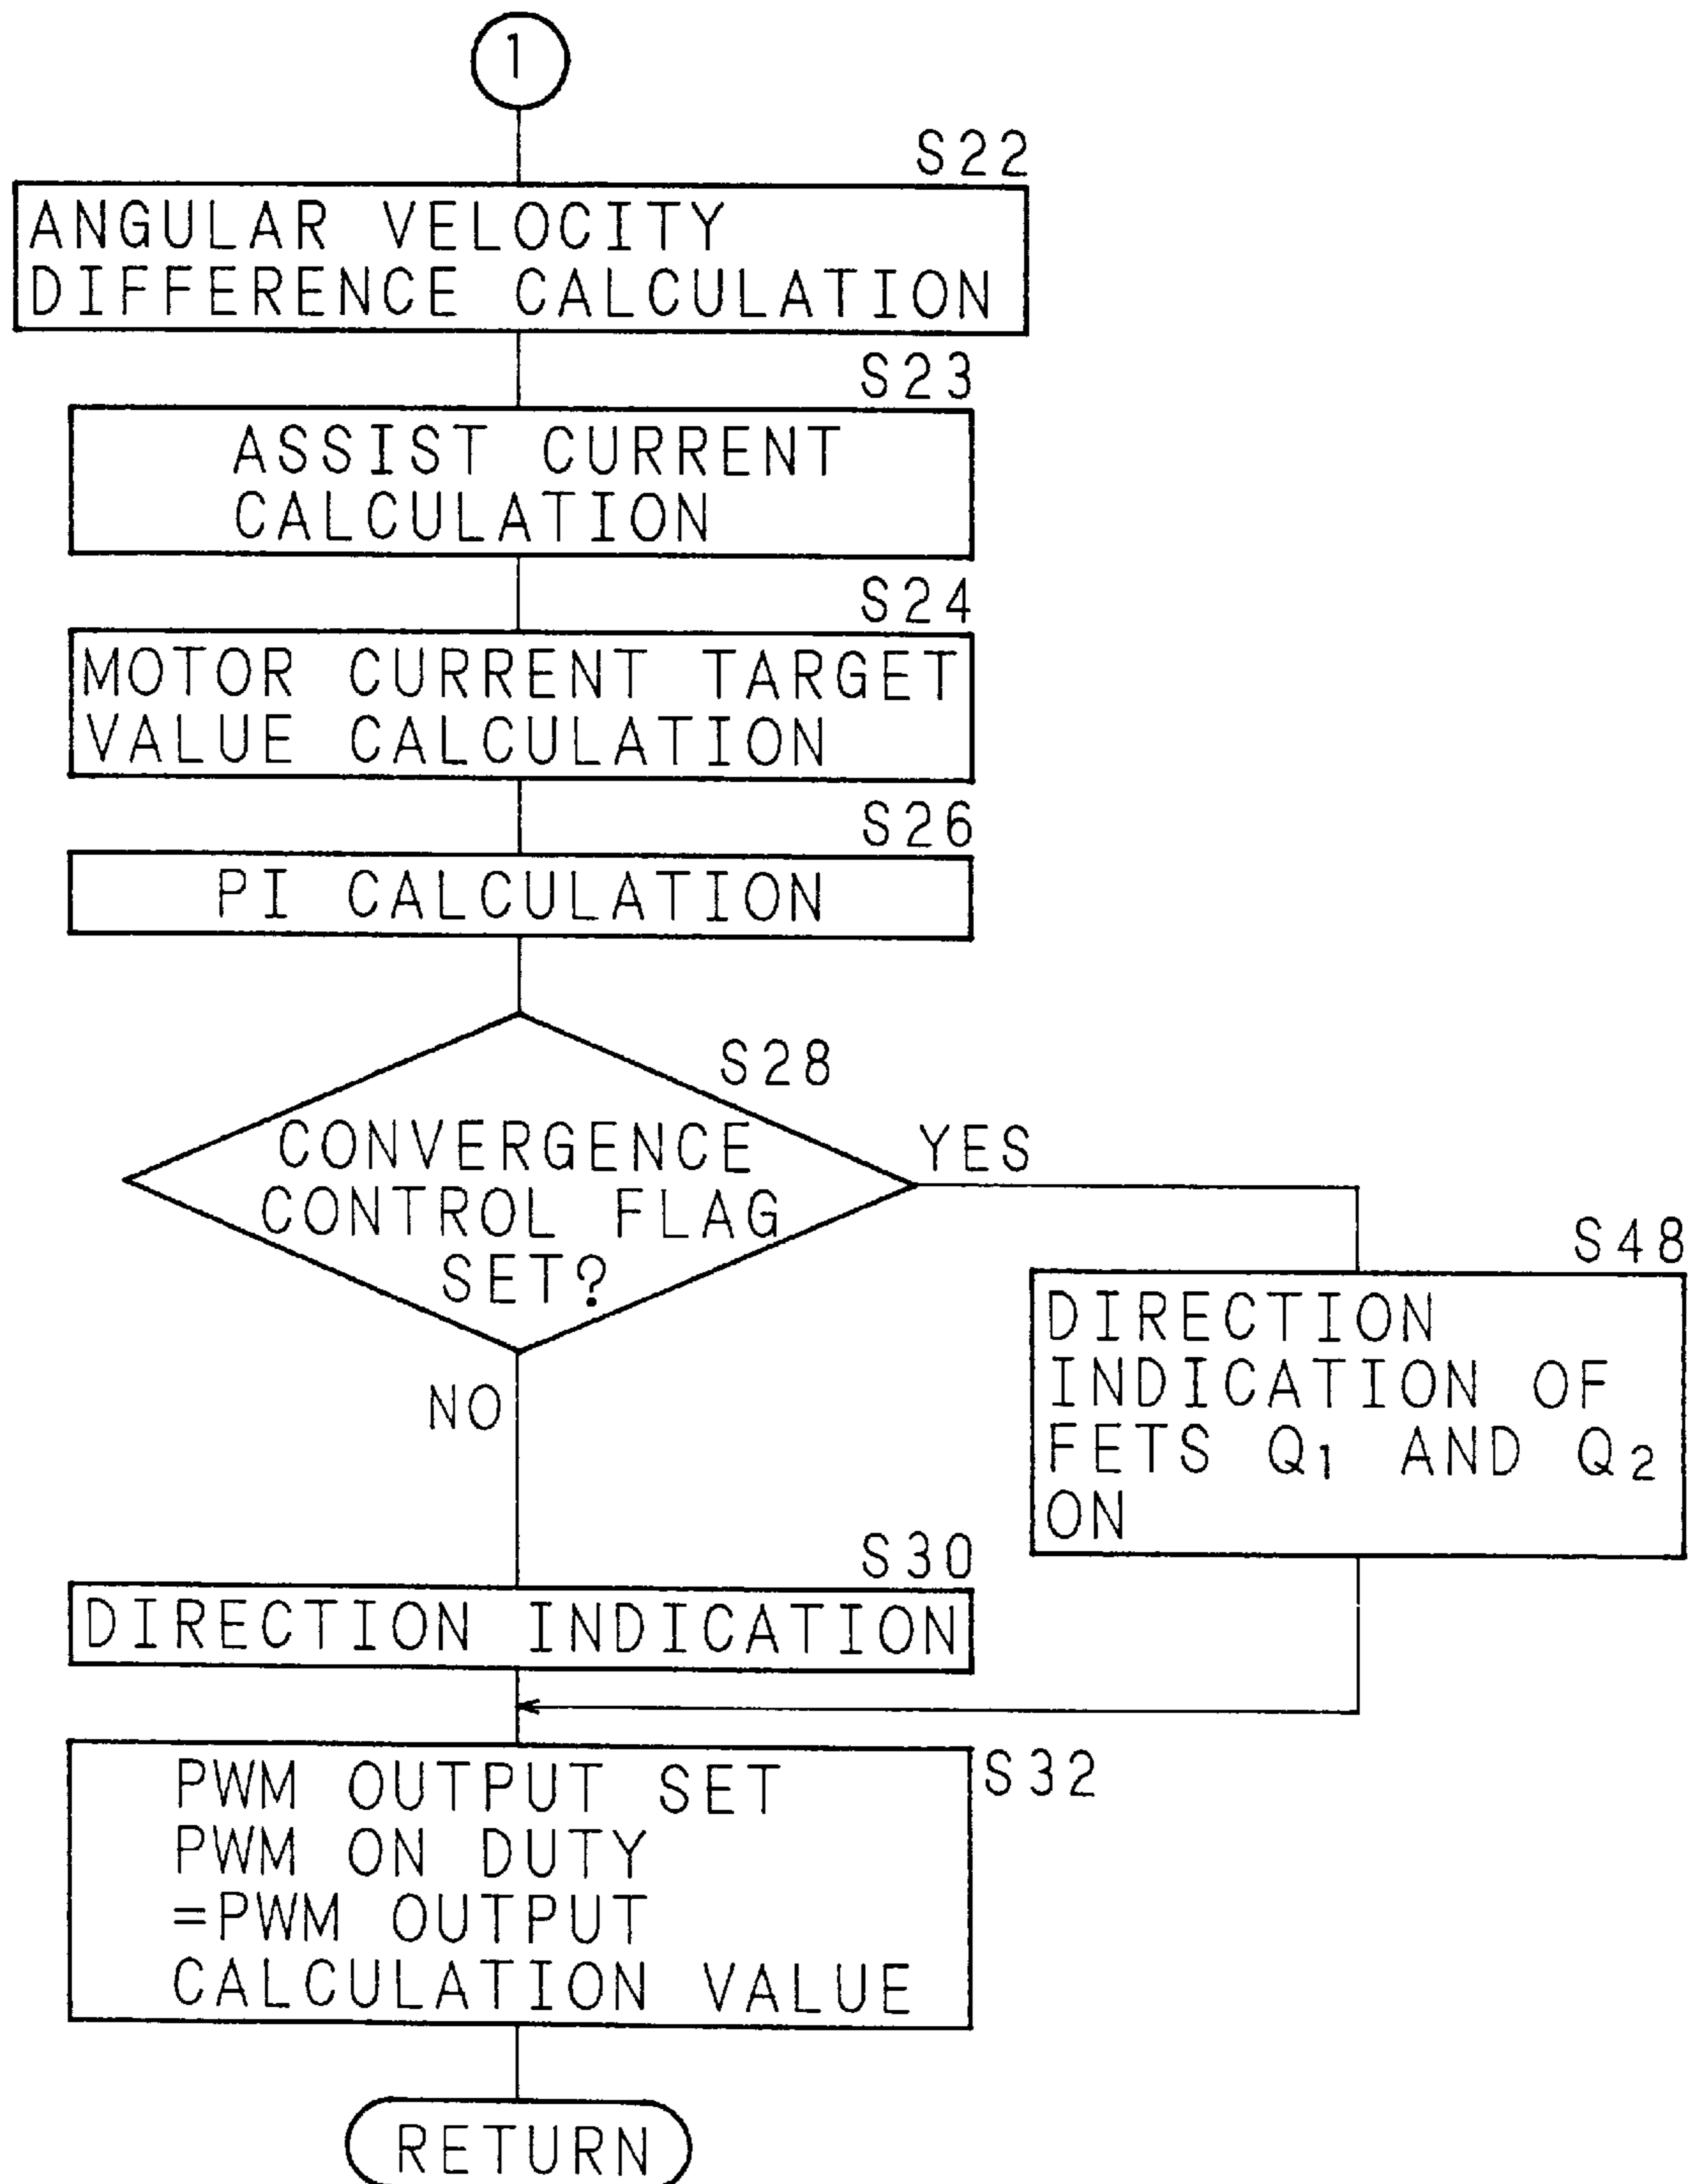 1
S22
ANGULAR VELOCITY
DIFFERENCE CALCULATION
S23
ASSIST CURRENT
CALCULATION
S24
MOTOR CURRENT TARGET
VALUE CALCULATION
S26
PI CALCULATION
S28
CONVERGENCE
CONTROL FLAG
SET?
YES
NO
S48
DIRECTION
INDICATION OF
FETS Q1 AND Q2
ON
S30
DIRECTION INDICATION
S32
PWM OUTPUT SET
PWM ON DUTY
=PWM OUTPUT
CALCULATION VALUE
RETURN